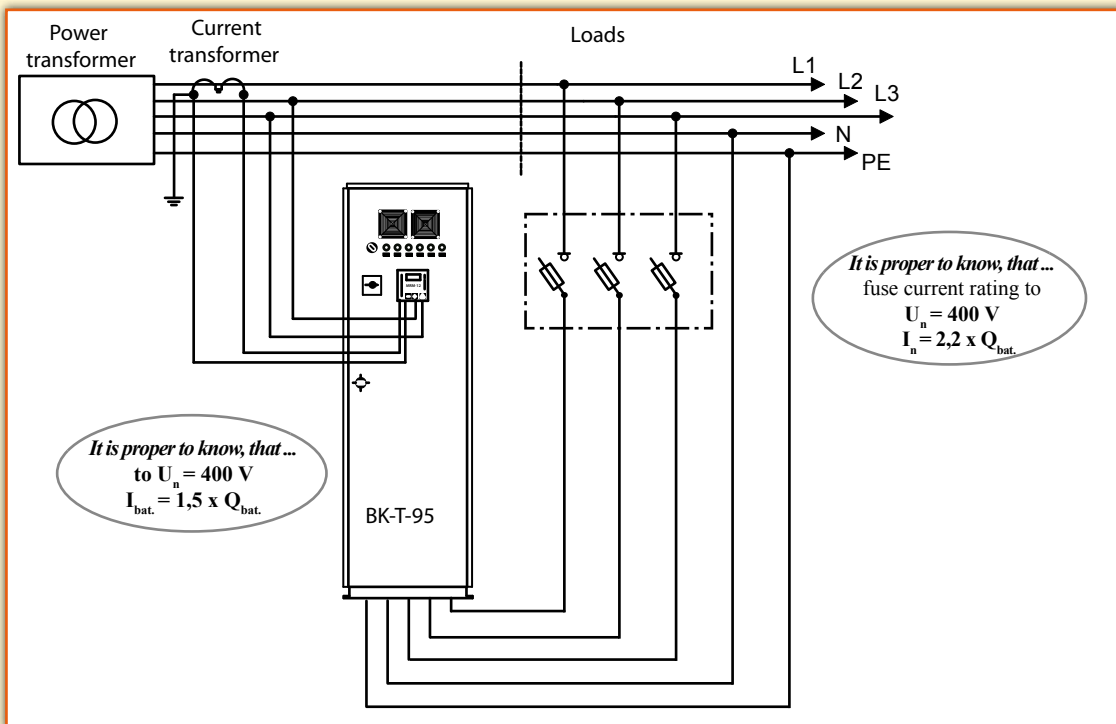 Power
transformer
Current
transformer
Loads
L1
L2
L3
N
PE
It is proper to know, that ...
fuse current rating to
Un = 400 V
In = 2,2 x Qbat.
It is proper to know, that ...
to Un = 400 V
Ibat. = 1,5 x Qbat.
BK-T-95